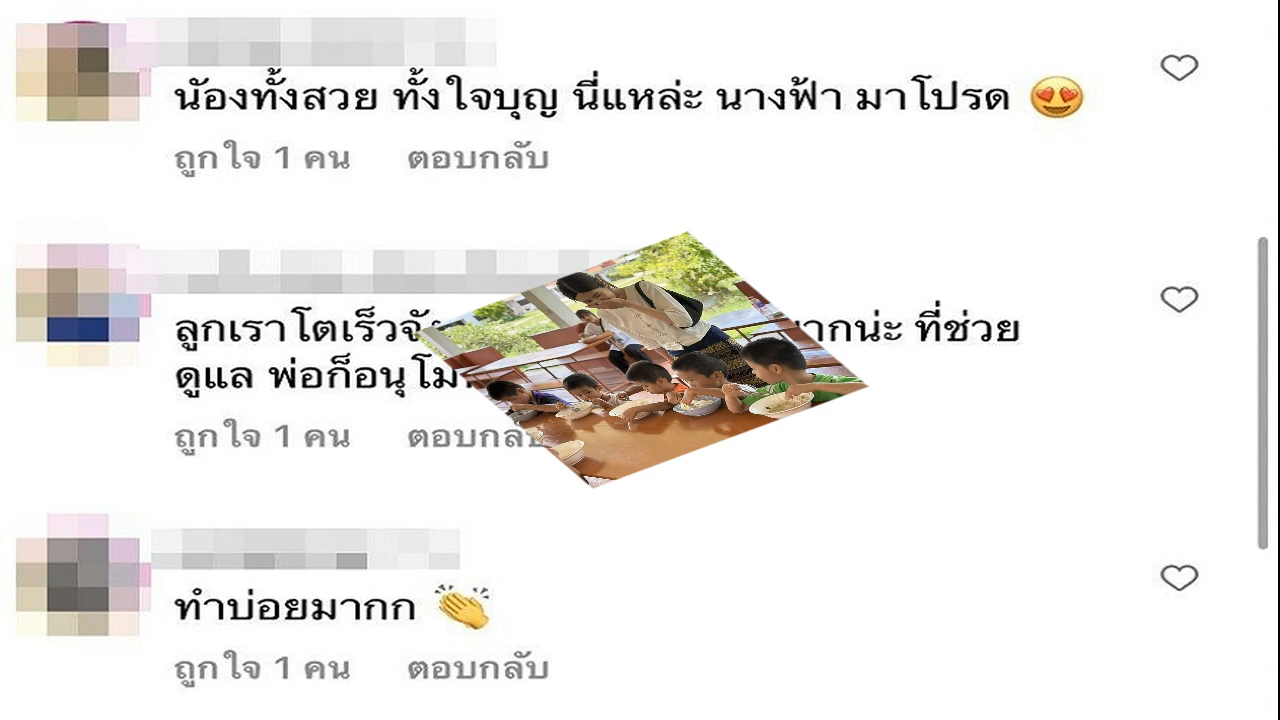 น้องทั้งสวย ทั้งใจบุญ นี่แหล่ะ นางฟ้า มาโปรด 😍
ถูกใจ 1 คน ตอบกลับ
ลูกเราโตเร็วจัง ที่ช่วย
ดูแล พ่อก็อนุโม
ถูกใจ 1 คน ตอบกลับ
ทำบ่อยมากก 👏
ถูกใจ 1 คน ตอบกลับ